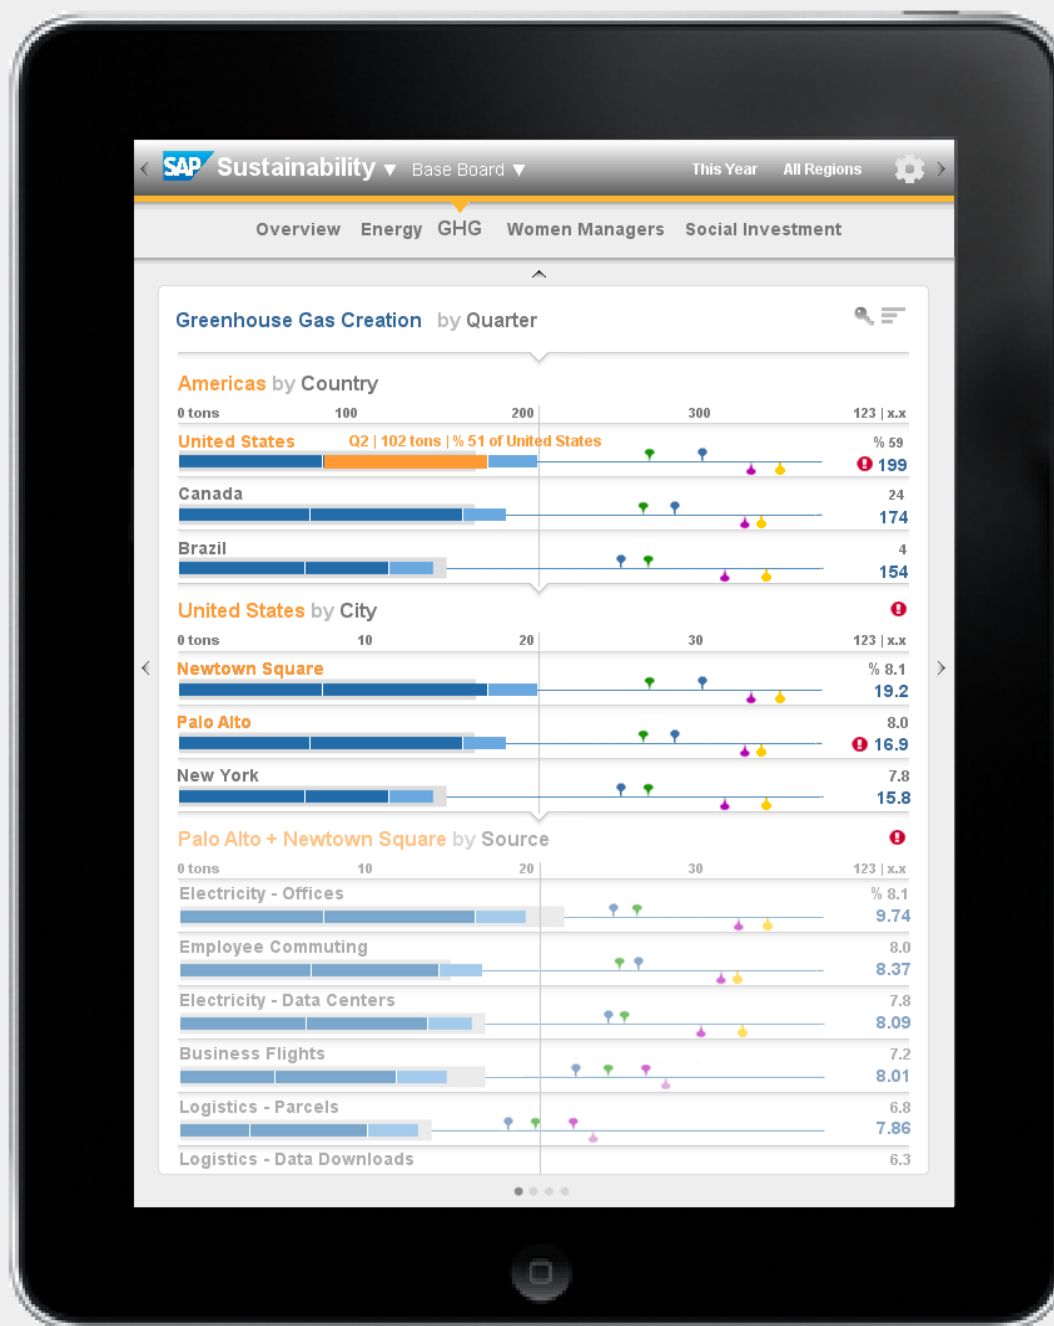 SAP Sustainability ▼ Base Board ▼ This Year All Regions
Overview Energy GHG Women Managers Social Investment
Greenhouse Gas Creation by Quarter
Americas by Country
0 tons 100 200 300 123 | x.x
United States Q2 | 102 tons | % 51 of United States % 59
199
Canada 24
174
Brazil 4
154
United States by City
0 tons 10 20 30 123 | x.x
Newtown Square % 8.1
19.2
Palo Alto 8.0
16.9
New York 7.8
15.8
Palo Alto + Newtown Square by Source
0 tons 10 20 30 123 | x.x
Electricity - Offices % 8.1
9.74
Employee Commuting 8.0
8.37
Electricity - Data Centers 7.8
8.09
Business Flights 7.2
8.01
Logistics - Parcels 6.8
7.86
Logistics - Data Downloads 6.3